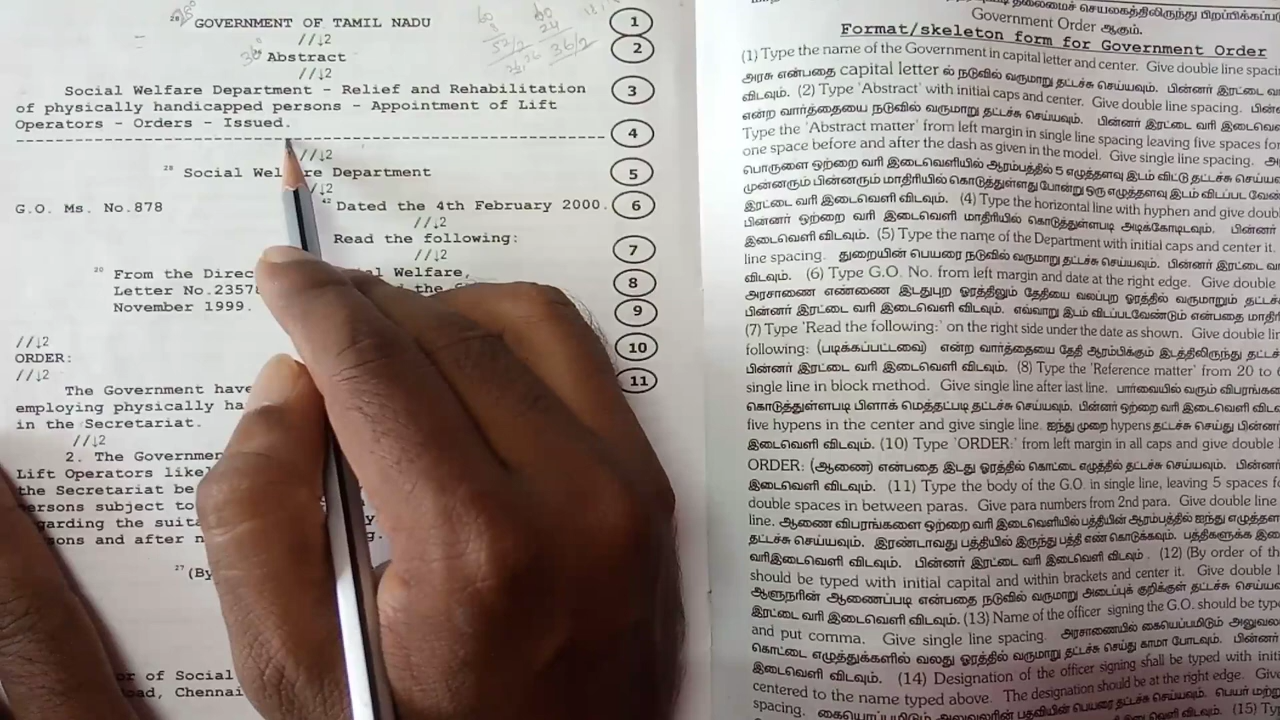 28 GOVERNMENT OF TAMIL NADU
//↓2
Abstract
//↓2
Social Welfare Department - Relief and Rehabilitation
of physically handicapped persons - Appointment of Lift
Operators - Orders - Issued.
------------------------------------------------------------
//↓2
28 Social Welfare Department
//↓2
G.O. Ms. No.878 42 Dated the 4th February 2000.
//↓2
Read the following:
//↓2
20 From the Direc al Welfare,
Letter No.2357
November 1999.
//↓2
ORDER:
//↓2
The Government have
employing physically ha
in the Secretariat.
//↓2
2. The Governmen
Lift Operators likel
the Secretariat be
ersons subject to
garding the suita
sons and after n g.
27 (By
or of Social
oad, Chennai
1
2
3
4
5
6
7
8
9
10
11
Government Order ஆகும்.
Format/skeleton form for Government Order
(1) Type the name of the Government in capital letter and center. Give double line spaci
அரசு என்பதை capital letter ல் நடுவில் வருமாறு தட்டச்சு செய்யவும். பின்னர் இரட்டை வரி
விடவும். (2) Type 'Abstract' with initial caps and center. Give double line spacing.
என்ற வார்த்தையை நடுவில் வருமாறு தட்டச்சு செய்யவும். பின்னர் இரட்டை வரி
Type the 'Abstract matter' from left margin in single line spacing leaving five spaces for
one space before and after the dash as given in the model. Give single line spacing.
பொருளை ஒற்றை வரி இடைவெளியில் ஆரம்பத்தில் 5 எழுத்தளவு இடம் விட்டு தட்டச்சு
முன்னரும் பின்னரும் மாதிரியில் கொடுத்துள்ளது போன்று ஒரு எழுத்தளவு இடம் விடப்பட
இரட்டை வரி இடைவெளி விடவும். (4) Type the horizontal line with hyphen and give doub
பின்னர் ஒற்றை வரி இடைவெளி மாதிரியில் கொடுத்துள்ளபடி அடிக்கோடிடவும். பின்னர்
இடைவெளி விடவும். (5) Type the name of the Department with initial caps and center it.
line spacing. துறையின் பெயரை நடுவில் வருமாறு தட்டச்சு செய்யவும். பின்னர் இரட்டை வரி
விடவும். (6) Type G.O. No. from left margin and date at the right edge. Give double
அரசாணை எண்ணை இடதுபுற ஓரத்திலும் தேதியை வலப்புற ஓரத்தில் வருமாறும்
பின்னர் இரட்டை வரி இடைவெளி விடவும். எவ்வாறு இடம் விடப்படவேண்டும் என்பதை
(7) Type 'Read the following:' on the right side under the date as shown. Give double lin
following: (படிக்கப்பட்டவை) என்ற வார்த்தையை தேதி ஆரம்பிக்கும் இடத்திலிருந்து
பின்னர் இரட்டை வரி இடைவெளி விடவும். (8) Type the 'Reference matter' from 20 to 6
single line in block method. Give single line after last line. பார்வையில் வரும்
கொடுத்துள்ளபடி பிளாக் மெத்தட்படி தட்டச்சு செய்யவும். பின்னர் ஒற்றை வரி
five hypens in the center and give single line. ஐந்து முறை hypens தட்டச்சு செய்து
இடைவெளி விடவும். (10) Type 'ORDER:' from left margin in all caps and give double
ORDER: (ஆணை) என்பதை இடது ஓரத்தில் கொட்டை எழுத்தில் தட்டச்சு செய்யவும்.
இடைவெளி விடவும். (11) Type the body of the G.O. in single line, leaving 5 spaces fo
double spaces in between paras. Give para numbers from 2nd para. Give double line
line. ஆணை விபரங்களை ஒற்றை வரி இடைவெளியில் பத்தியின் ஆரம்பத்தில் ஐந்து
தட்டச்சு செய்யவும். இரண்டாவது பத்தியில் இருந்து பத்தி எண் கொடுக்கவும்.
வரி இடைவெளி விடவும். (12) (By order of th
should be typed with initial capital and within brackets and center it. Give double l
ஆளுநரின் ஆணைப்படி என்பதை நடுவில் வருமாறு அடைப்புக் குறிக்குள் தட்டச்சு
இரட்டை வரி இடைவெளி விடவும். (13) Name of the officer signing the G.O. should be typ
and put comma. Give single line spacing. அரசாணையில் கையொப்பமிடும்
கொட்டை எழுத்துக்களில் வலது ஓரத்தில் வருமாறு தட்டச்சு செய்து காமா போடவும். பின்னர்
இடைவெளி விடவும். (14) Designation of the officer signing shall be typed with initi
centered to the name typed above. The designation should be at the right edge. Give
spacing. கையொப்பமிடும் அலுவலரின் பதவியின் பெயரை தட்டச்சு செய்யவும். (15) Ty